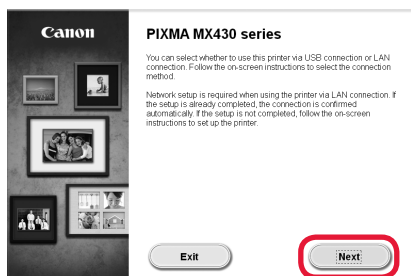 Canon
PIXMA MX430 series
You can select whether to use this printer via USB connection or LAN
connection. Follow the on-screen instructions to select the connection
method.
Network setup is required when using the printer via LAN connection. If
the setup is already completed, the connection is confirmed
automatically. If the setup is not completed, follow the on-screen
instructions to set up the printer.
Exit
Next